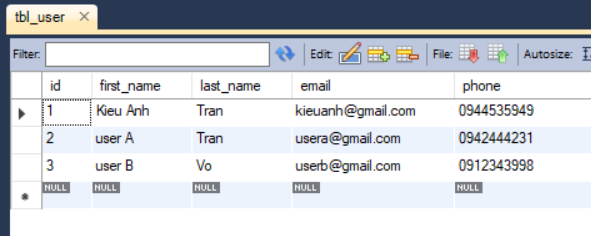 tbl_user
Filter: Edit: File: Autosize:
id first_name last_name email phone
1 Kieu Anh Tran kieuanh@gmail.com 0944535949
2 user A Tran usera@gmail.com 0942444231
3 user B Vo userb@gmail.com 0912343998
NULL NULL NULL NULL NULL